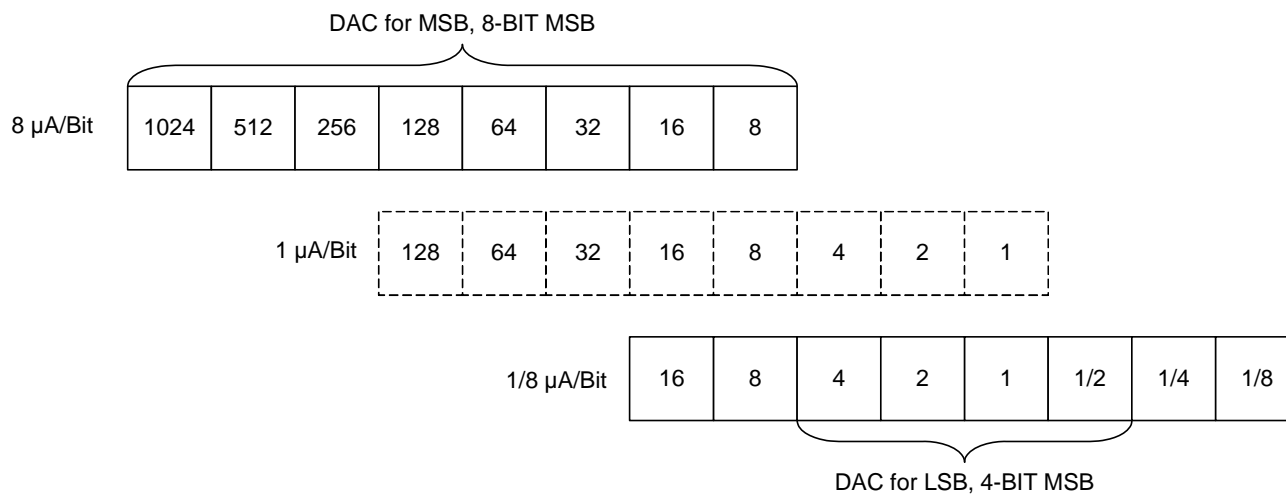 DAC for MSB, 8-BIT MSB
8 µA/Bit 1024 512 256 128 64 32 16 8
1 µA/Bit 128 64 32 16 8 4 2 1
1/8 µA/Bit 16 8 4 2 1 1/2 1/4 1/8
DAC for LSB, 4-BIT MSB